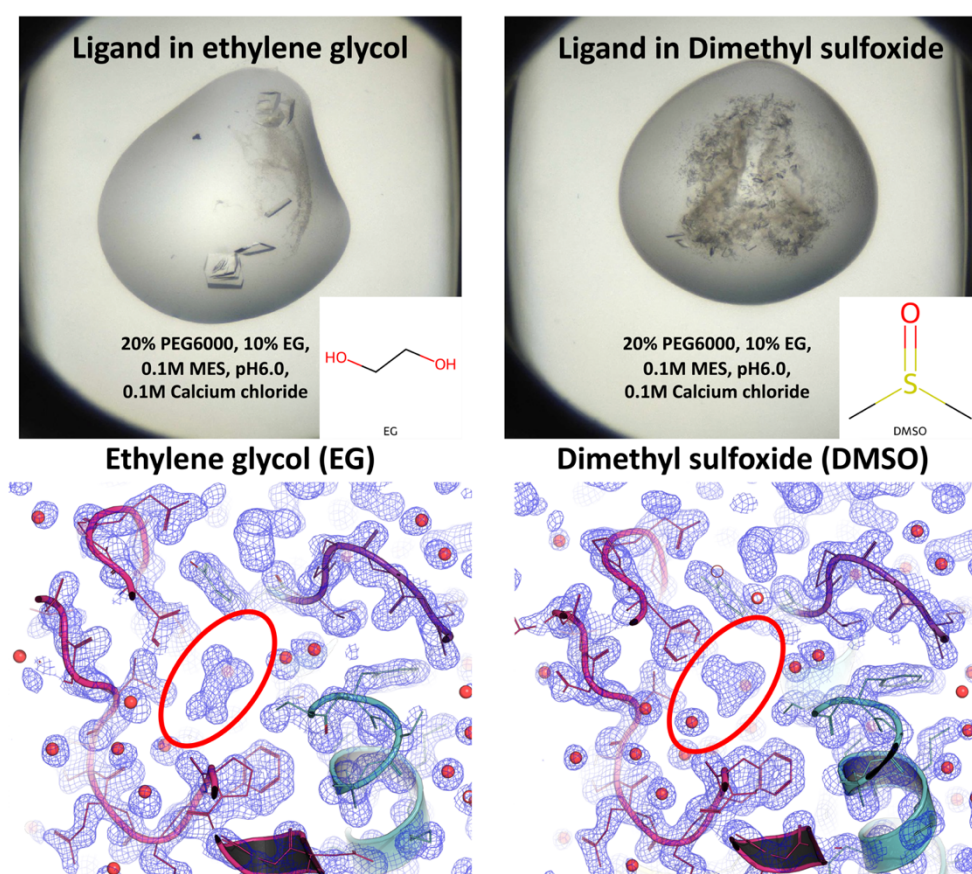 Ligand in ethylene glycol
20% PEG6000, 10% EG,
0.1M MES, pH6.0,
0.1M Calcium chloride
HO
OH
EG
Ligand in Dimethyl sulfoxide
20% PEG6000, 10% EG,
0.1M MES, pH6.0,
0.1M Calcium chloride
O
S
DMSO
Ethylene glycol (EG)
Dimethyl sulfoxide (DMSO)